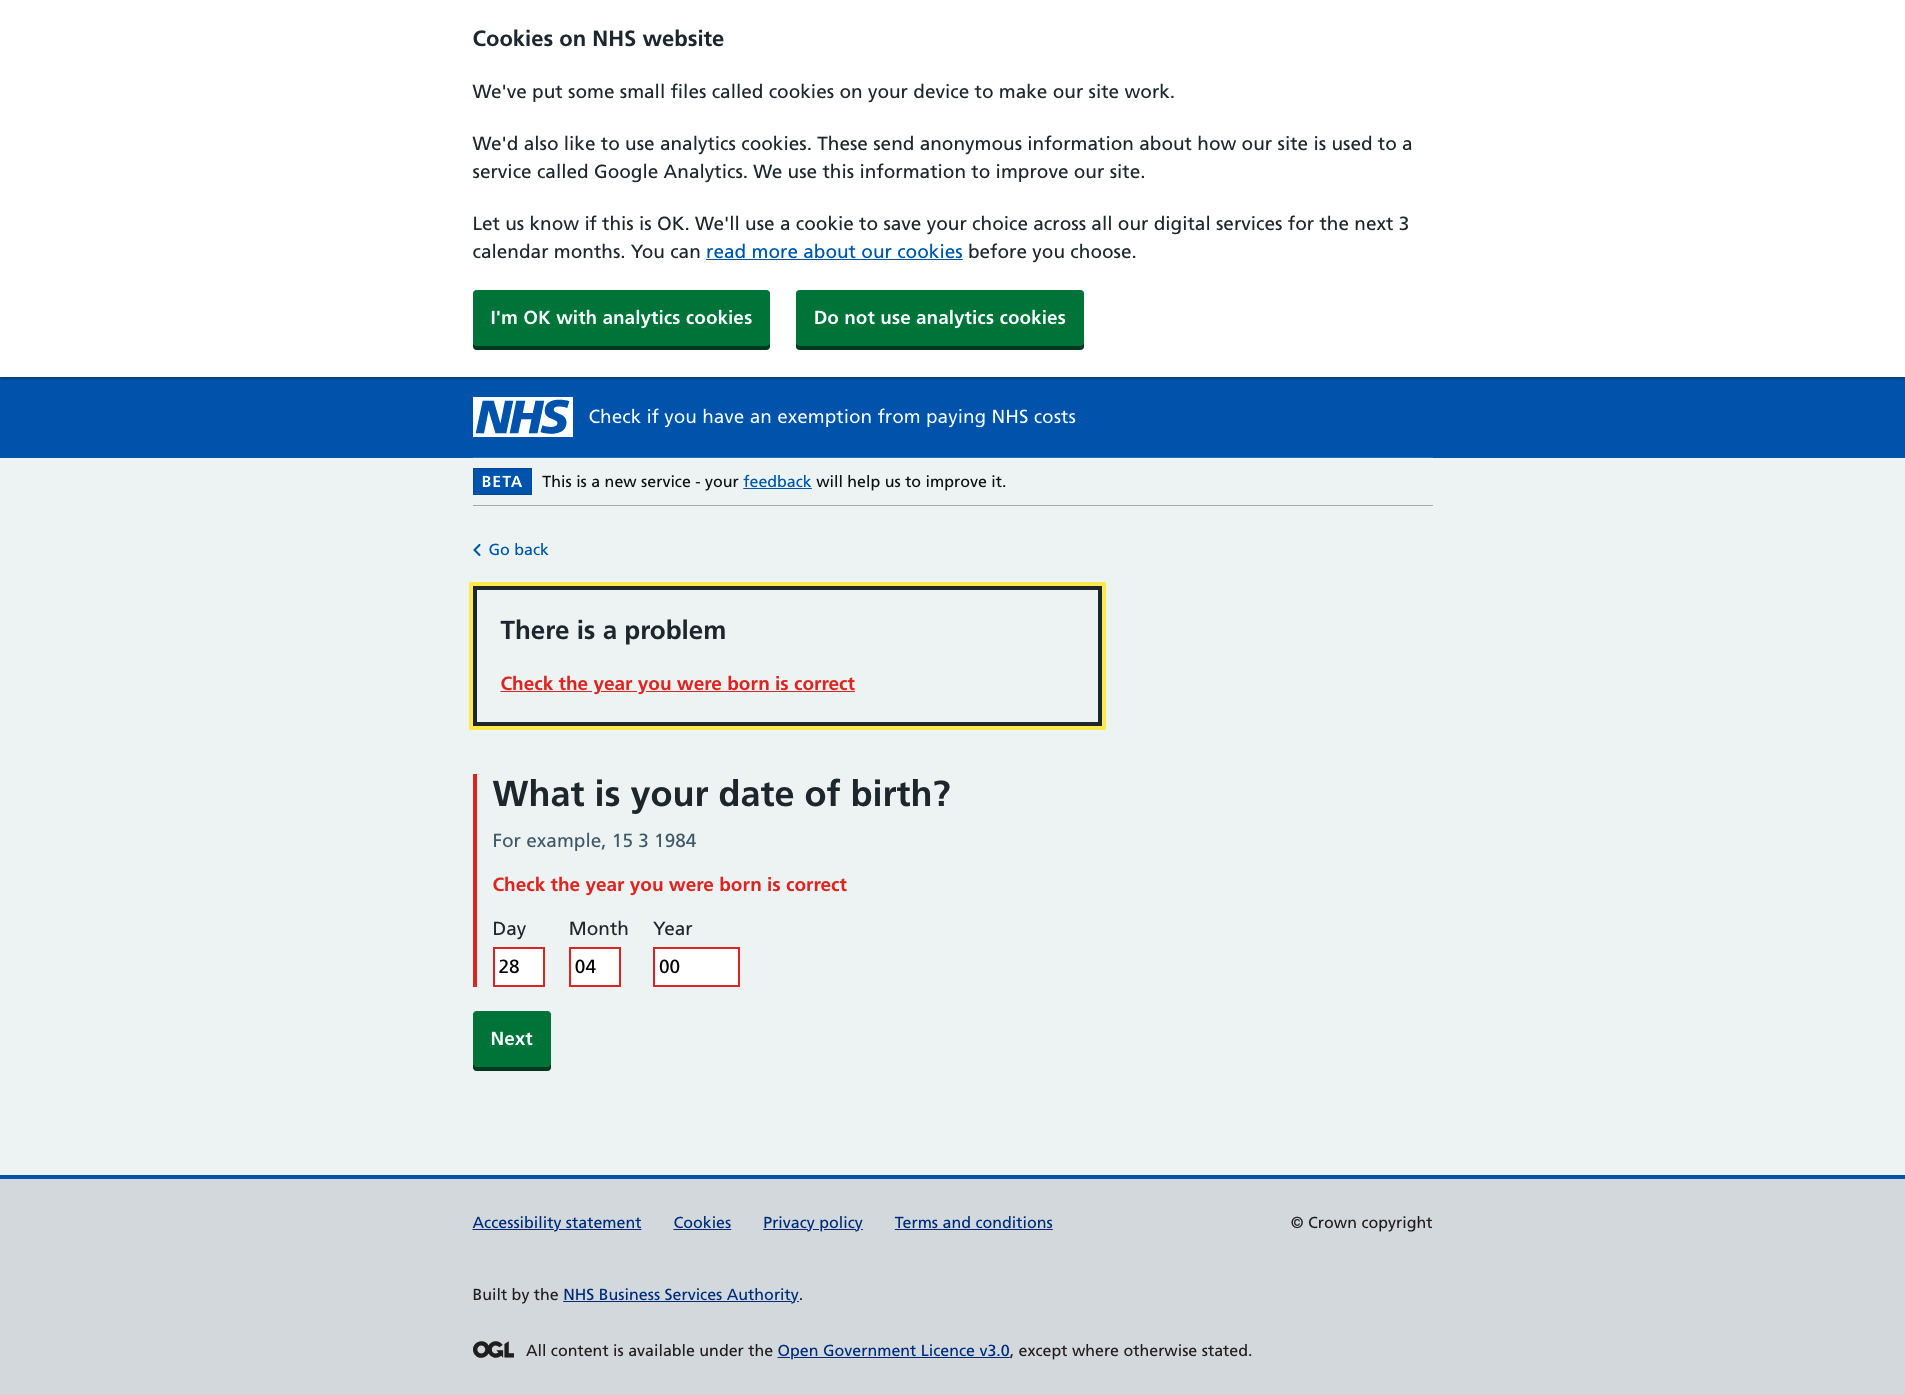 Cookies on NHS website
We've put some small files called cookies on your device to make our site work.
We'd also like to use analytics cookies. These send anonymous information about how our site is used to a
service called Google Analytics. We use this information to improve our site.
Let us know if this is OK. We'll use a cookie to save your choice across all our digital services for the next 3
calendar months. You can read more about our cookies before you choose.
I'm OK with analytics cookies Do not use analytics cookies
NHS Check if you have an exemption from paying NHS costs
BETA This is a new service - your feedback will help us to improve it.
Go back
There is a problem
Check the year you were born is correct
What is your date of birth?
For example, 15 3 1984
Check the year you were born is correct
Day Month Year
28 04 00
Next
Accessibility statement Cookies Privacy policy Terms and conditions © Crown copyright
Built by the NHS Business Services Authority.
OGL All content is available under the Open Government Licence v3.0, except where otherwise stated.